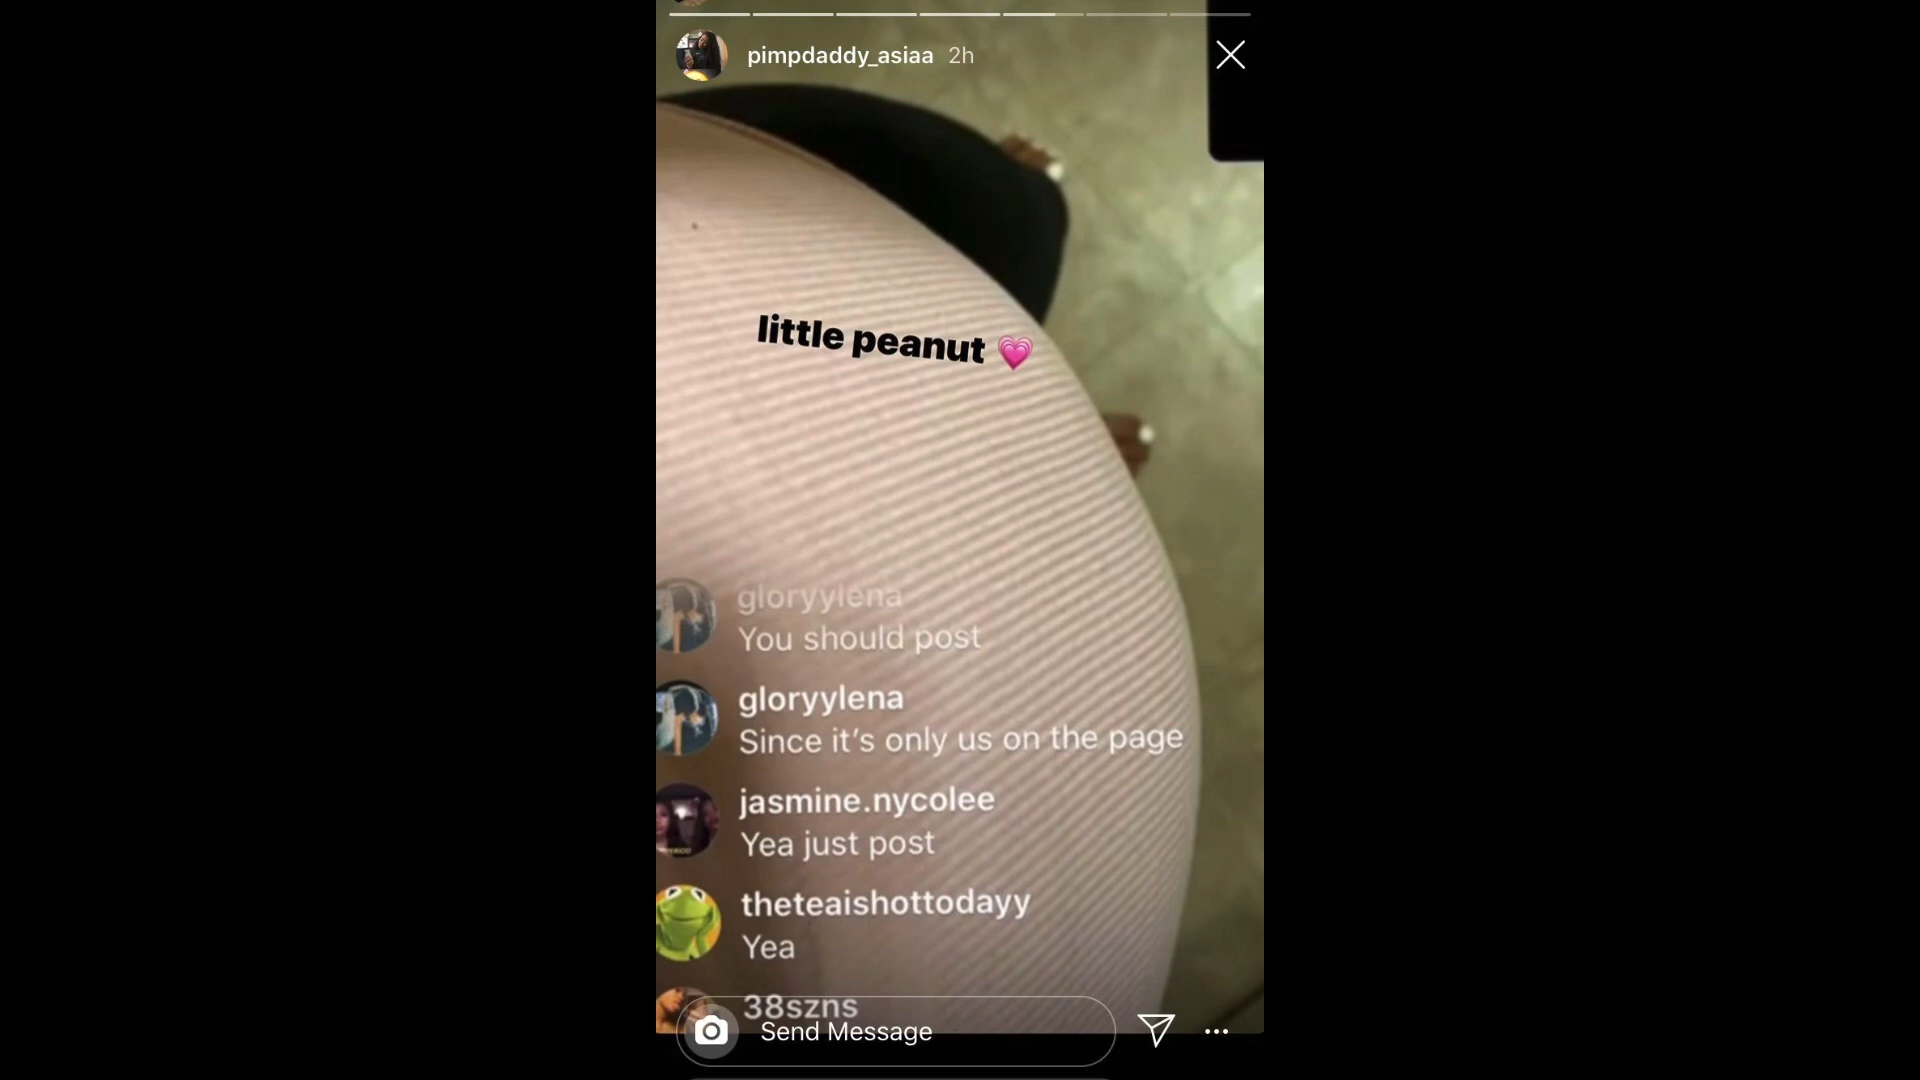 pimpdaddy_asiaa 2h
little peanut 💗
gloryylena
You should post
gloryylena
Since it's only us on the page
jasmine.nycolee
Yea just post
theteaishottodayy
Yea
38szns
Send Message